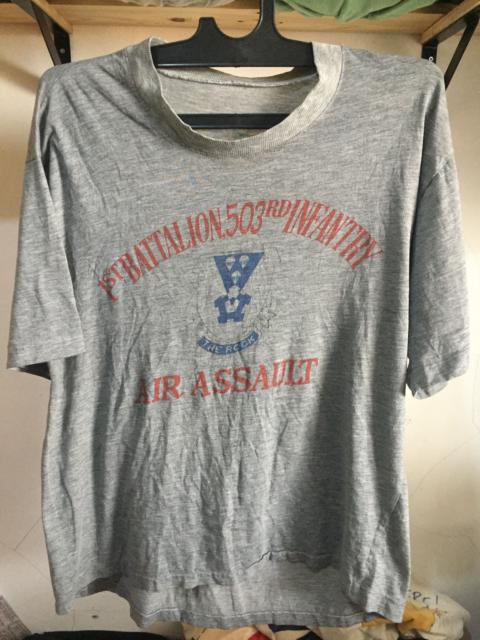 1ST BATTALION, 503RD INFANTRY
THE ROCK
AIR ASSAULT